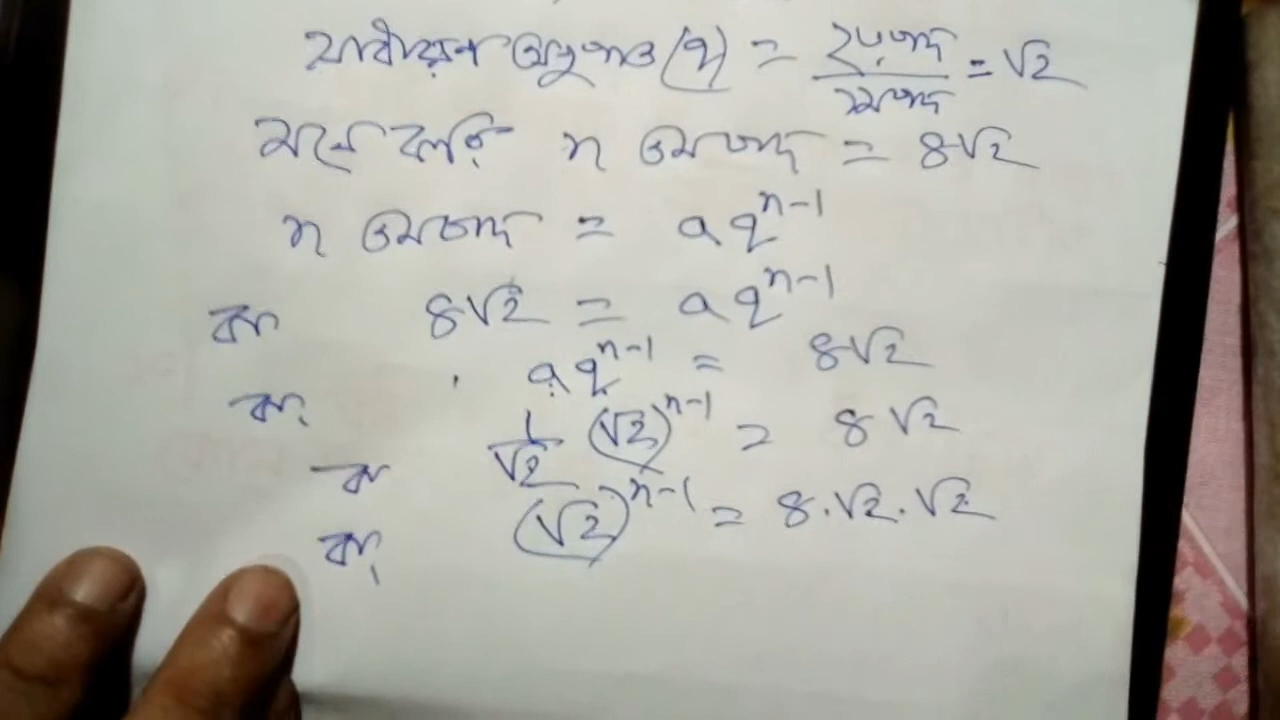 সাধারণ অনুপাত (q) = ২য় পদ / ১ম পদ = √2
মনে করি n তম পদ = 8√2
n তম পদ = aq^{n-1}
বা 8√2 = aq^{n-1}
বা, aq^{n-1} = 8√2
বা 1/√2 (√2)^{n-1} = 8√2
বা, (√2)^{n-1} = 8.√2.√2